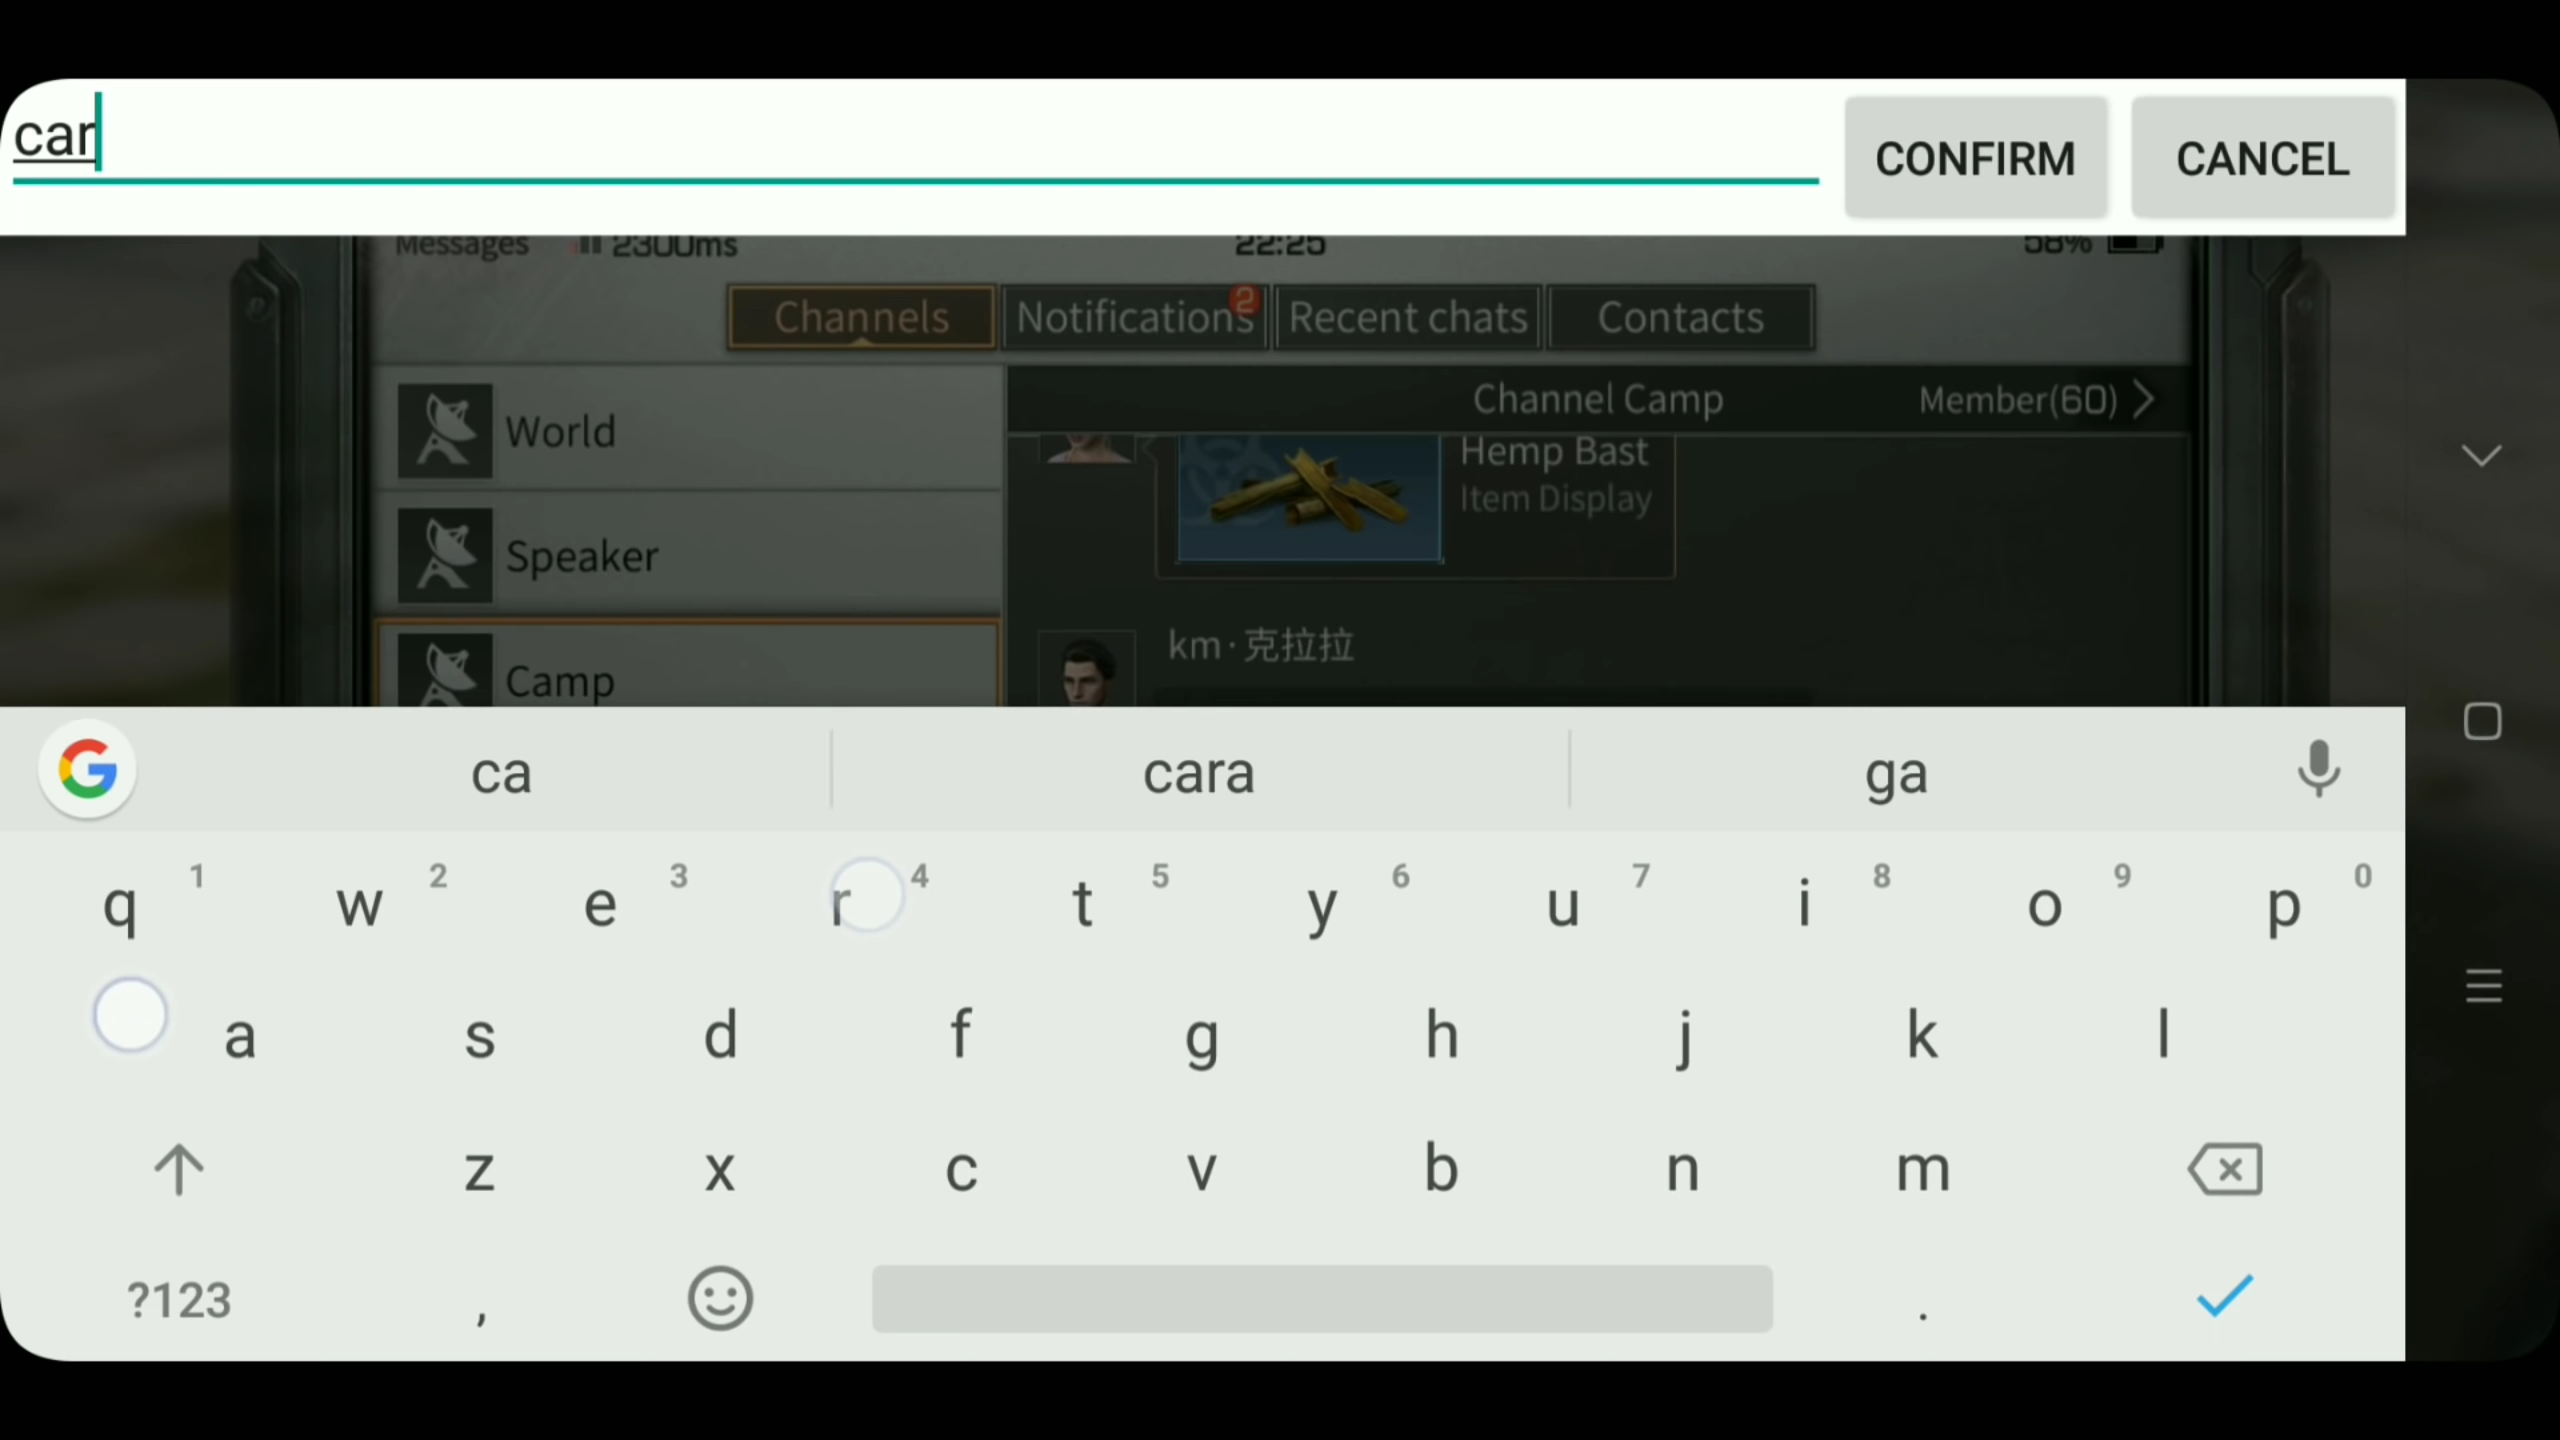 car
CONFIRM
CANCEL
Messages 2300ms 22:25 58%
Channels
Notifications 2
Recent chats
Contacts
World
Speaker
Camp
Channel Camp
Member(60)
Hemp Bast
Item Display
km·克拉拉
G
ca cara ga
q 1 w 2 e 3 r 4 t 5 y 6 u 7 i 8 o 9 p 0
a s d f g h j k l
z x c v b n m
?123 , .